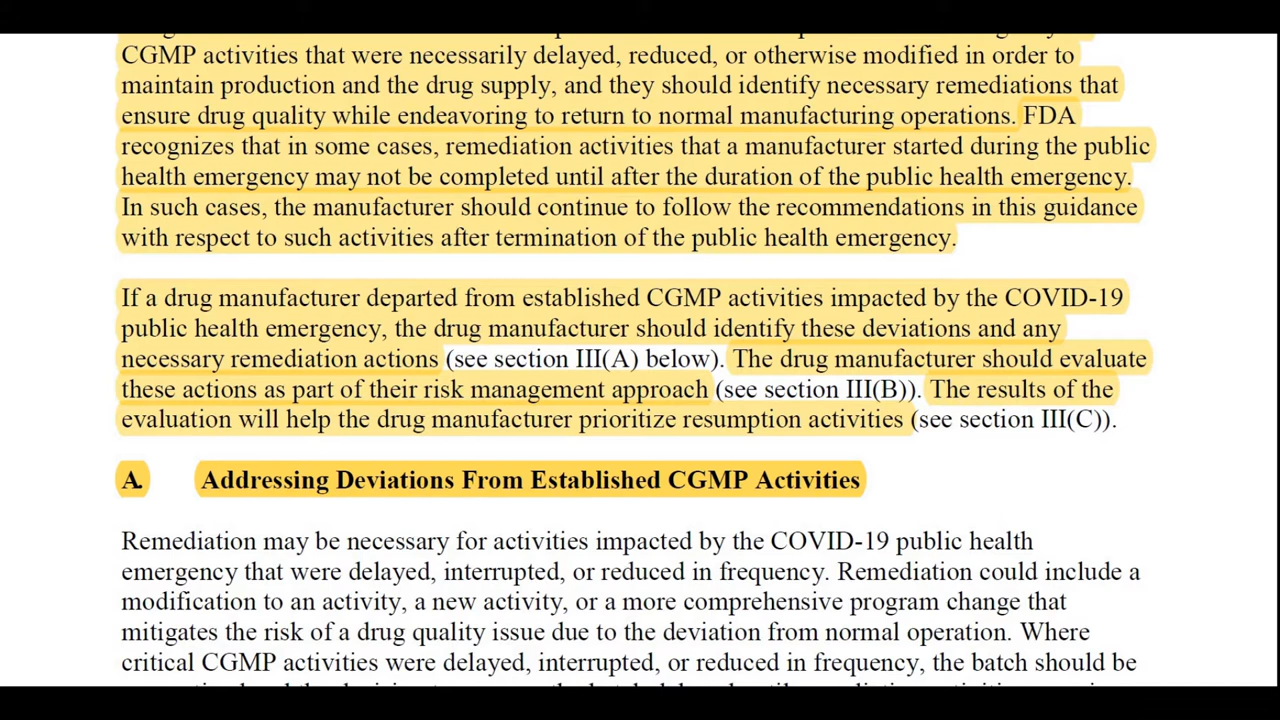 CGMP activities that were necessarily delayed, reduced, or otherwise modified in order to
maintain production and the drug supply, and they should identify necessary remediations that
ensure drug quality while endeavoring to return to normal manufacturing operations. FDA
recognizes that in some cases, remediation activities that a manufacturer started during the public
health emergency may not be completed until after the duration of the public health emergency.
In such cases, the manufacturer should continue to follow the recommendations in this guidance
with respect to such activities after termination of the public health emergency.
If a drug manufacturer departed from established CGMP activities impacted by the COVID-19
public health emergency, the drug manufacturer should identify these deviations and any
necessary remediation actions (see section III(A) below). The drug manufacturer should evaluate
these actions as part of their risk management approach (see section III(B)). The results of the
evaluation will help the drug manufacturer prioritize resumption activities (see section III(C)).
A. Addressing Deviations From Established CGMP Activities
Remediation may be necessary for activities impacted by the COVID-19 public health
emergency that were delayed, interrupted, or reduced in frequency. Remediation could include a
modification to an activity, a new activity, or a more comprehensive program change that
mitigates the risk of a drug quality issue due to the deviation from normal operation. Where
critical CGMP activities were delayed, interrupted, or reduced in frequency, the batch should be